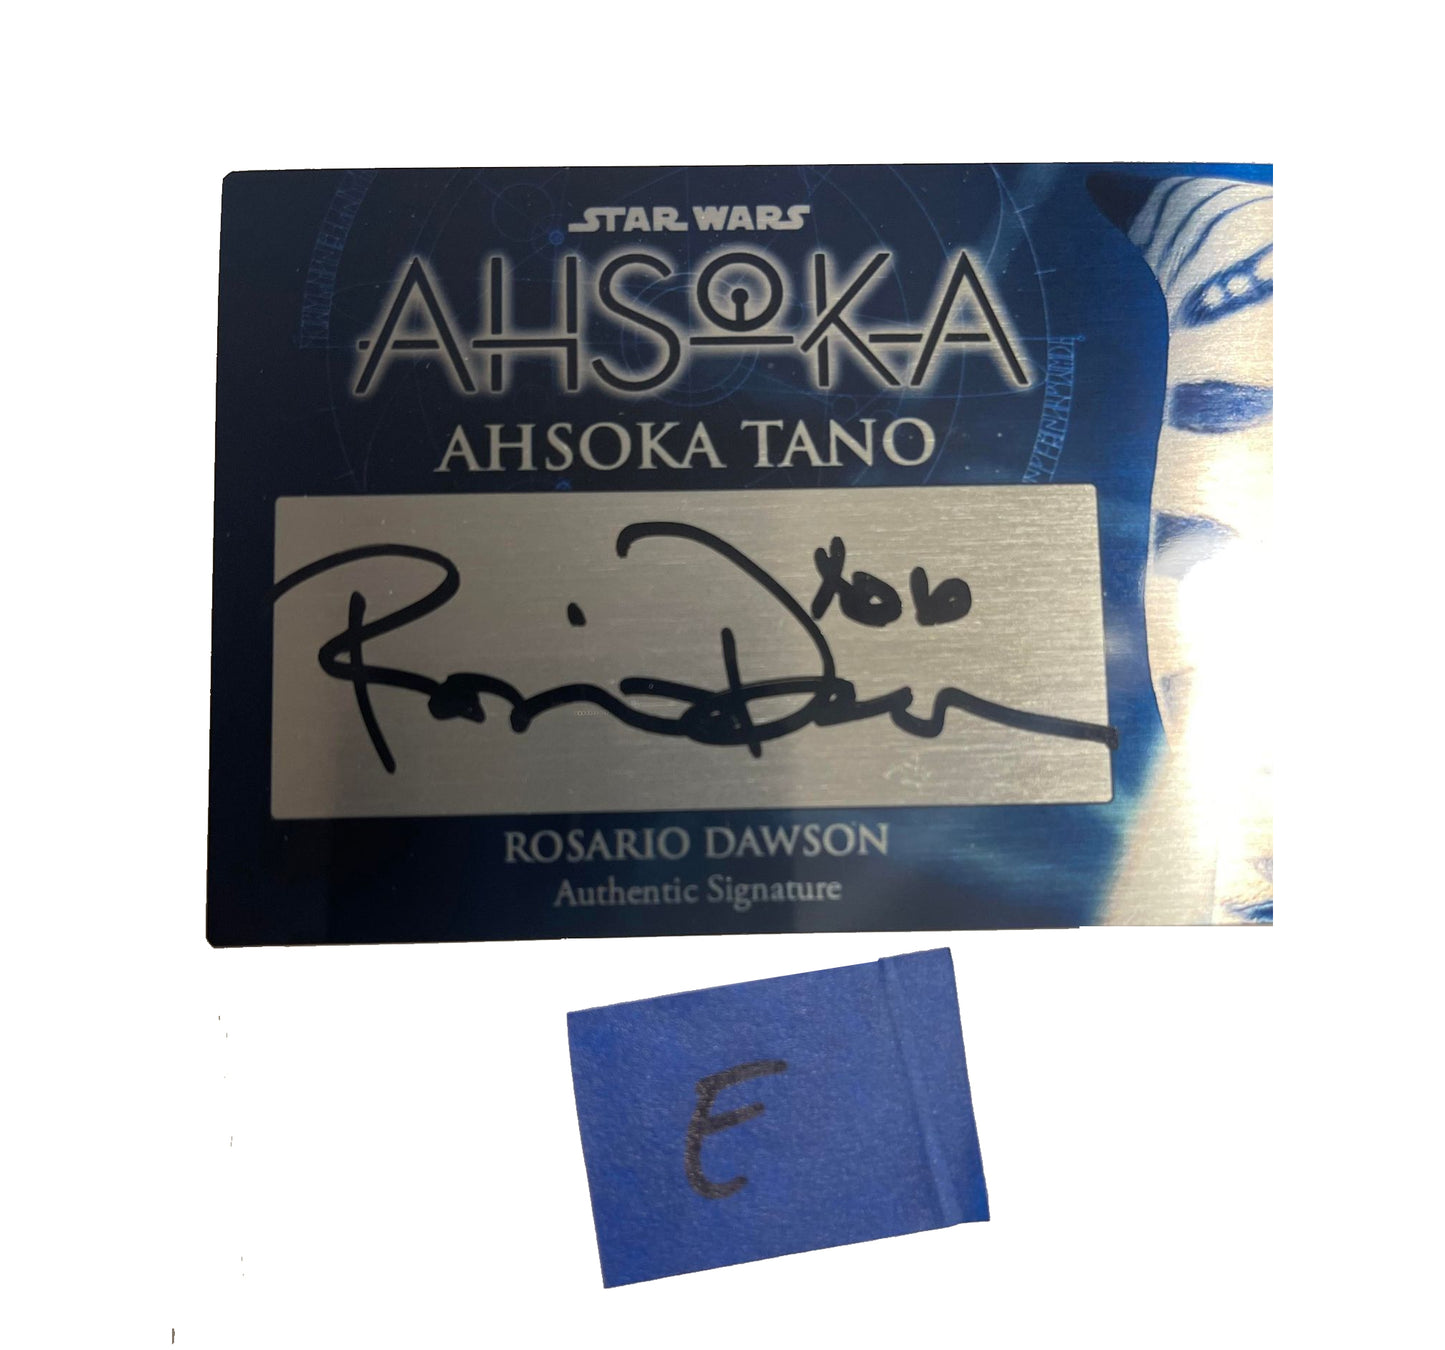 STAR WARS
AHSOKA
AHSOKA TANO
xoxo
ROSARIO DAWSON
Authentic Signature
E